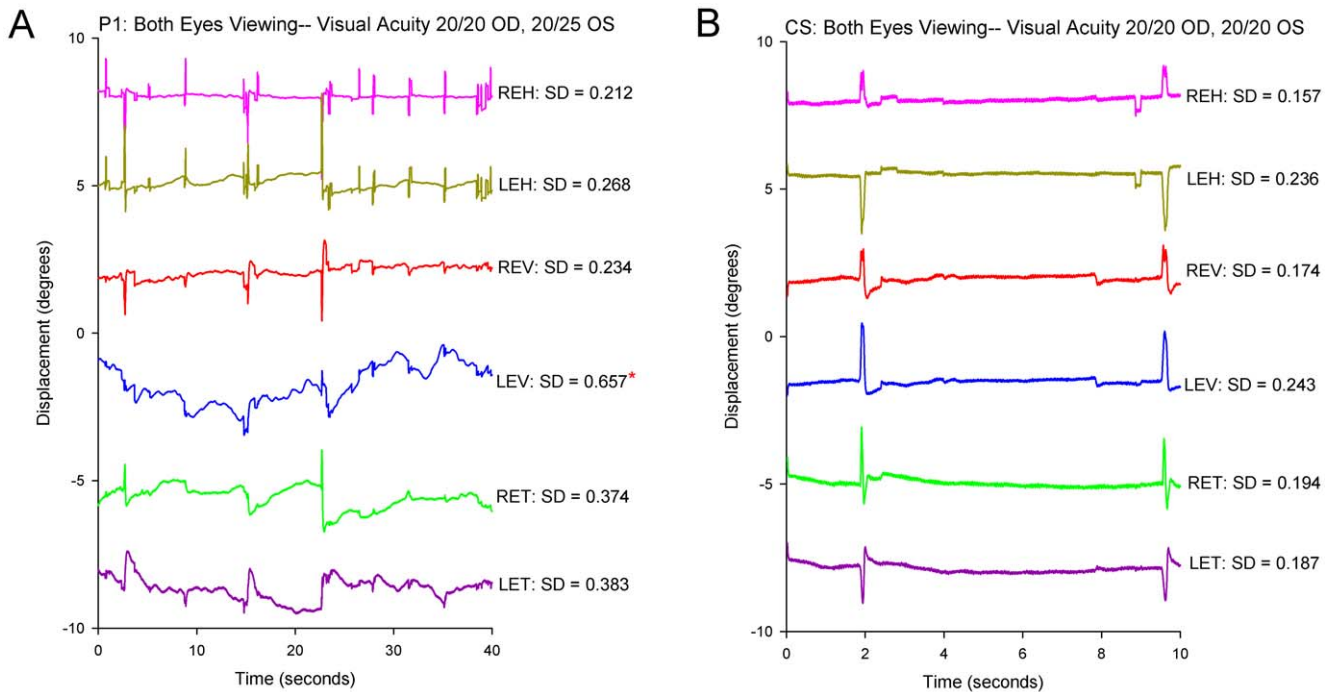 A
P1: Both Eyes Viewing-- Visual Acuity 20/20 OD, 20/25 OS
10
5
0
-5
-10
Displacement (degrees)
REH: SD = 0.212
LEH: SD = 0.268
REV: SD = 0.234
LEV: SD = 0.657*
RET: SD = 0.374
LET: SD = 0.383
0 10 20 30 40
Time (seconds)
B
CS: Both Eyes Viewing-- Visual Acuity 20/20 OD, 20/20 OS
10
5
0
-5
-10
Displacement (degrees)
REH: SD = 0.157
LEH: SD = 0.236
REV: SD = 0.174
LEV: SD = 0.243
RET: SD = 0.194
LET: SD = 0.187
0 2 4 6 8 10
Time (seconds)